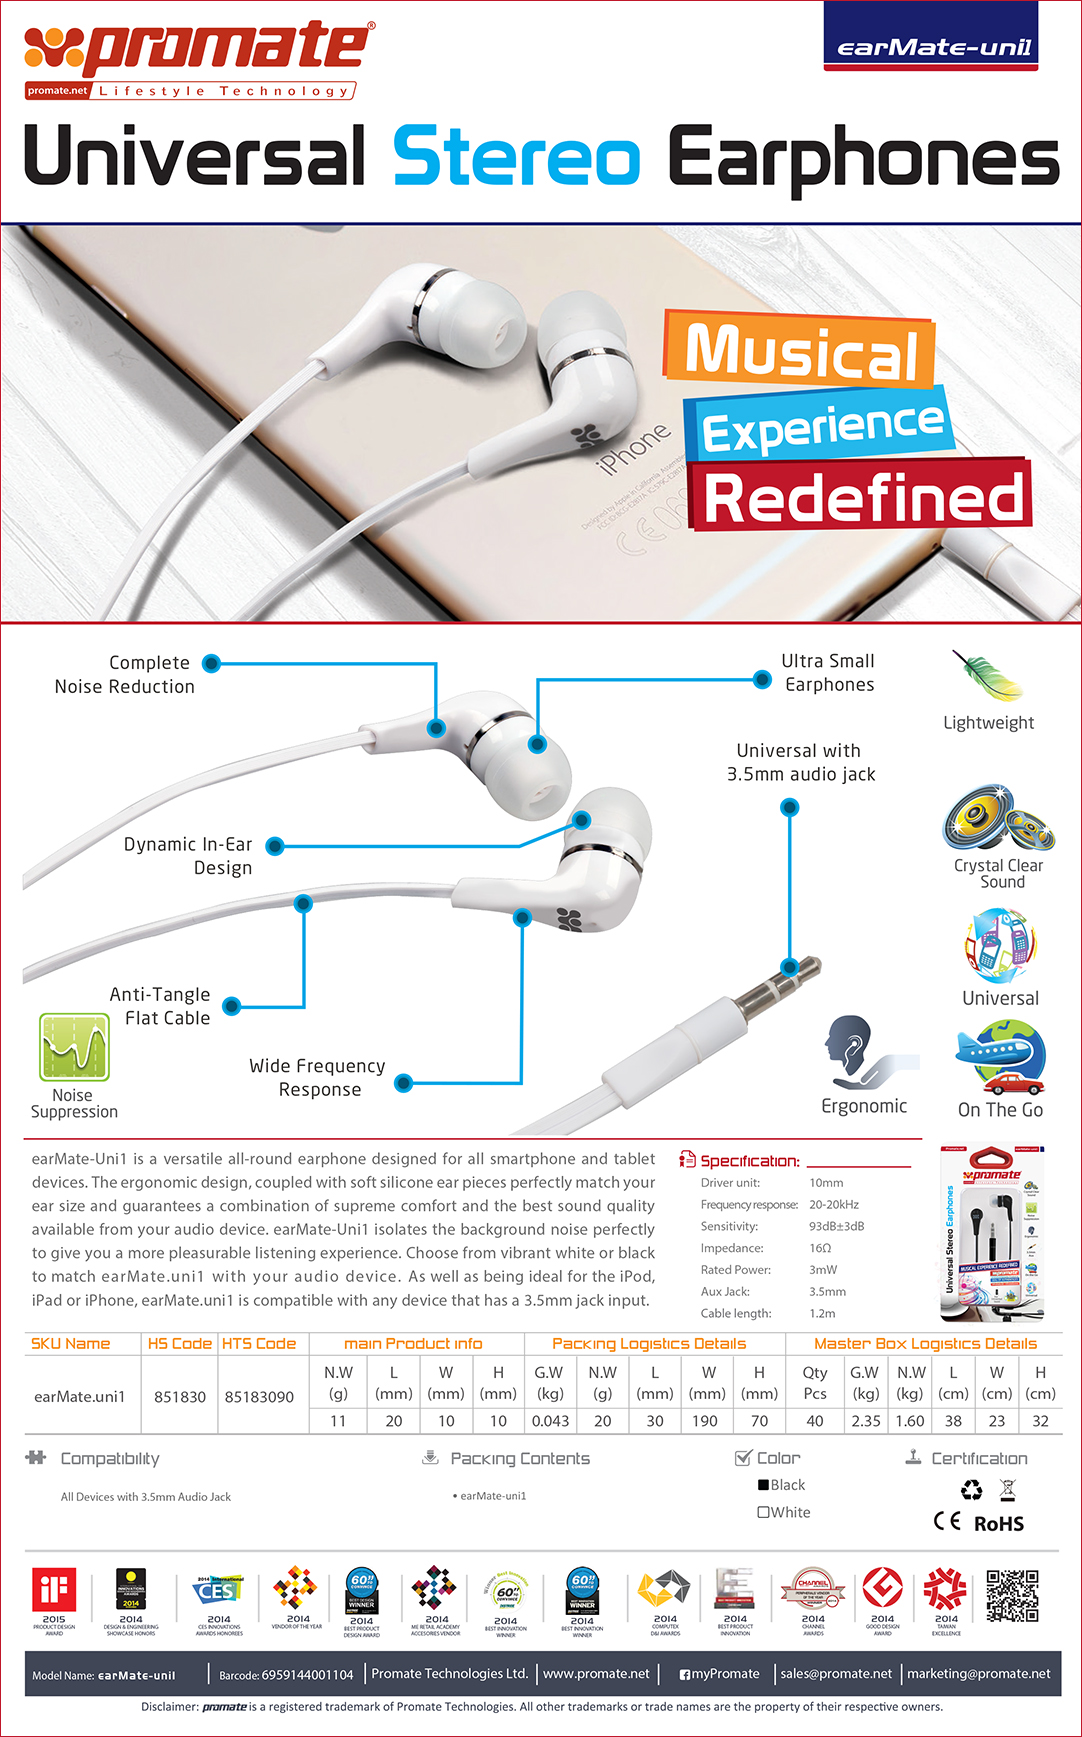 promate®
promate.net Lifestyle Technology
earMate-uni1
Universal Stereo Earphones
Musical
Experience
Redefined
iPhone
Designed by Apple in California
Complete
Noise Reduction
Ultra Small
Earphones
Lightweight
Universal with
3.5mm audio jack
Crystal Clear
Sound
Dynamic In-Ear
Design
Universal
Anti-Tangle
Flat Cable
Wide Frequency
Response
Noise
Suppression
Ergonomic
On The Go
earMate-Uni1 is a versatile all-round earphone designed for all smartphone and tablet
devices. The ergonomic design, coupled with soft silicone ear pieces perfectly match your
ear size and guarantees a combination of supreme comfort and the best sound quality
available from your audio device. earMate-Uni1 isolates the background noise perfectly
to give you a more pleasurable listening experience. Choose from vibrant white or black
to match earMate.uni1 with your audio device. As well as being ideal for the iPod,
iPad or iPhone, earMate.uni1 is compatible with any device that has a 3.5mm jack input.
Specification:
Driver unit: 10mm
Frequency response: 20-20kHz
Sensitivity: 93dB±3dB
Impedance: 16Ω
Rated Power: 3mW
Aux Jack: 3.5mm
Cable length: 1.2m
promate
Universal Stereo Earphones
SKU Name HS Code HTS Code main Product info Packing Logistics Details Master Box Logistics Details
N.W L W H G.W N.W L W H Qty G.W N.W L W H
(g) (mm) (mm) (mm) (kg) (g) (mm) (mm) (mm) Pcs (kg) (kg) (cm) (cm) (cm)
earMate.uni1 851830 85183090
11 20 10 10 0.043 20 30 190 70 40 2.35 1.60 38 23 32
Compatibility
All Devices with 3.5mm Audio Jack
Packing Contents
• earMate-uni1
Color
Black
White
Certification
CE RoHS
2015
PRODUCT DESIGN
AWARD
2014
DESIGN & ENGINEERING
SHOWCASE HONORS
2014
CES INNOVATIONS
AWARDS HONOREES
2014
VENDOR OF THE YEAR
2014
BEST PRODUCT
DESIGN AWARD
2014
ME RETAIL ACADEMY
ACCESORIES VENDOR
2014
BEST INNOVATION
WINNER
2014
BEST INNOVATION
WINNER
2014
COMPUTEX
D&I AWARDS
2014
BEST PRODUCT
INNOVATION
2014
CHANNEL
AWARDS
2014
GOOD DESIGN
AWARD
2014
TAIWAN
EXCELLENCE
Model Name: earMate-uni1 Barcode: 6959144001104 Promate Technologies Ltd. www.promate.net myPromate sales@promate.net marketing@promate.net
Disclaimer: promate is a registered trademark of Promate Technologies. All other trademarks or trade names are the property of their respective owners.